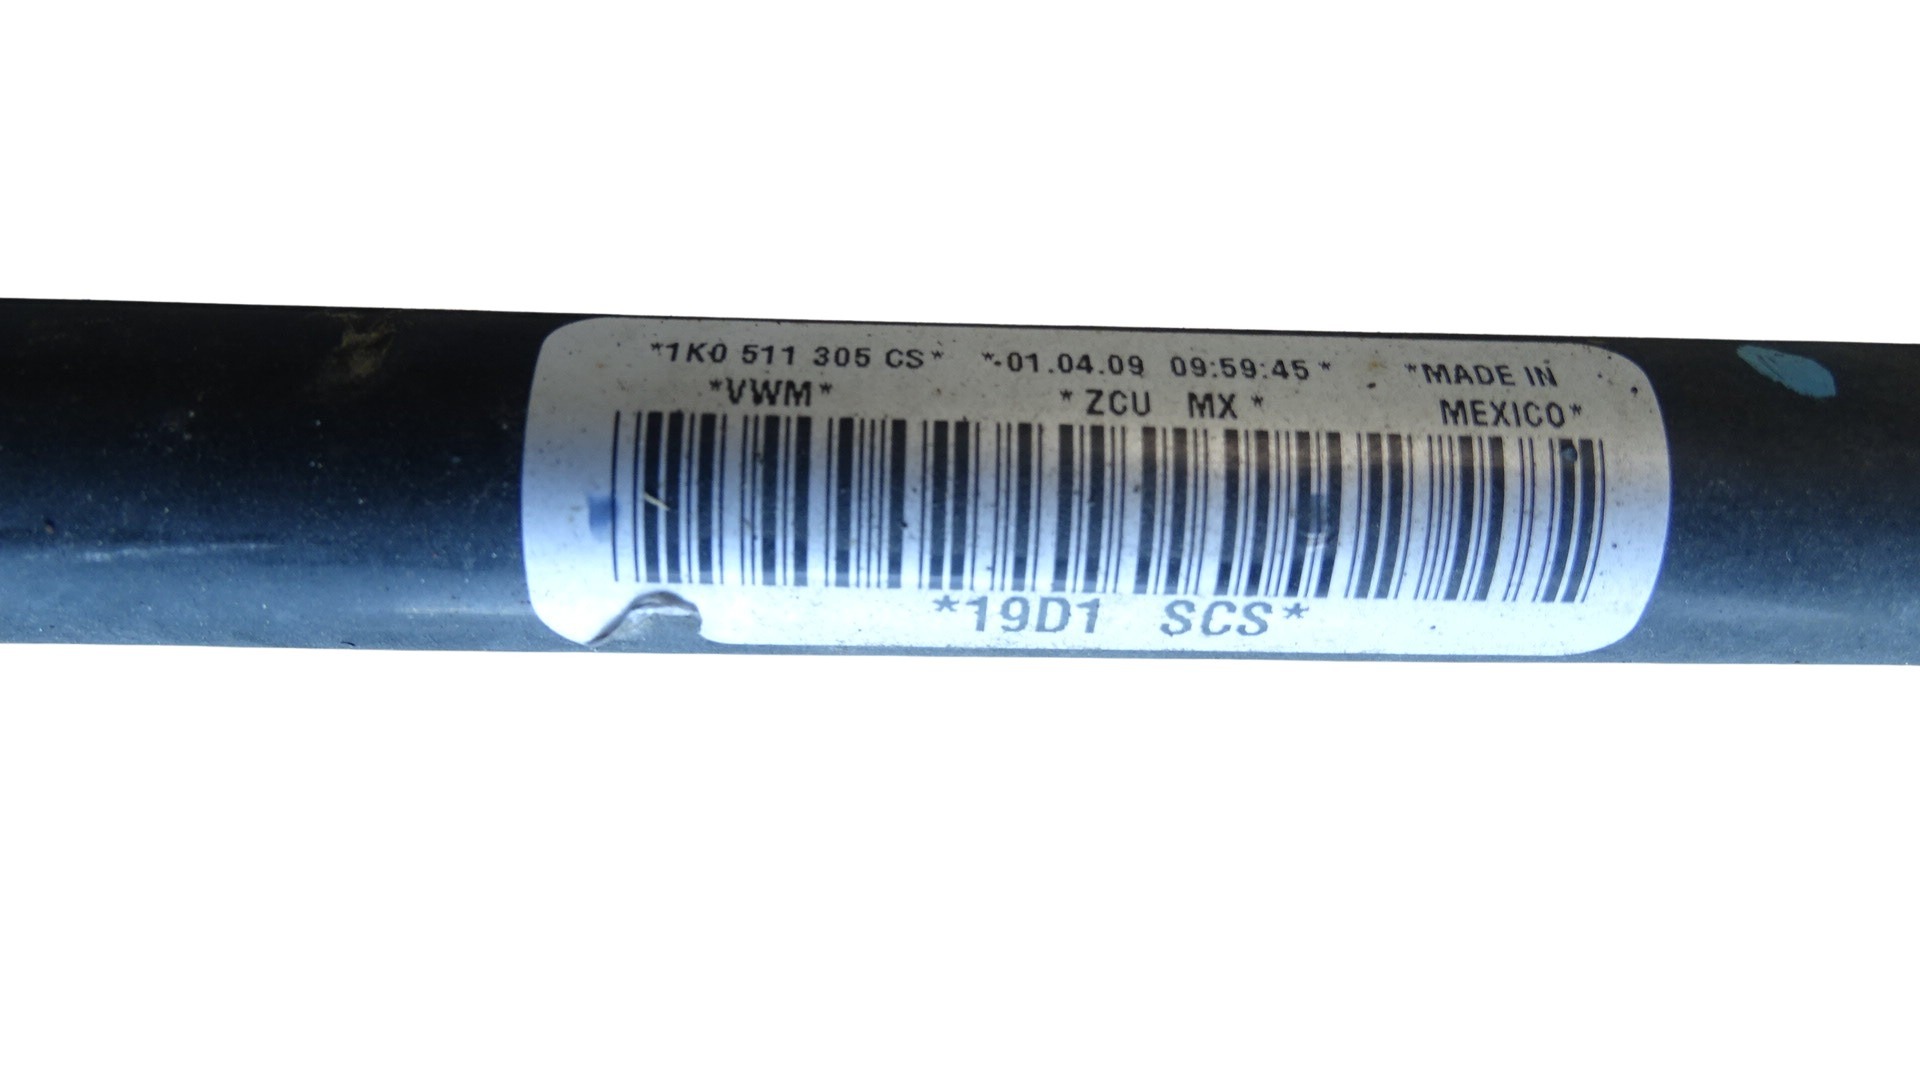 *1K0 511 305 CS* *-01.04.09 09:59:45* *MADE IN
*VWM* *ZCU MX* MEXICO*
*19D1 SCS*